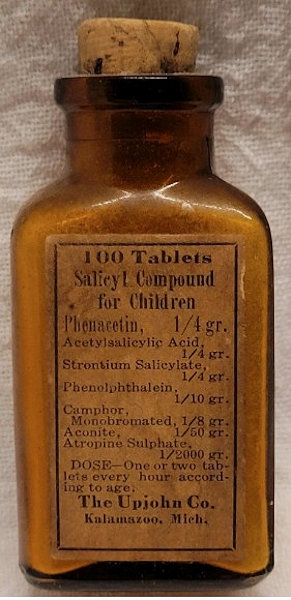 100 Tablets
Salicyl Compound
for Children
Phenacetin, 1/4 gr.
Acetylsalicylic Acid,
1/4 gr.
Strontium Salicylate,
1/4 gr.
Phenolphthalein,
1/10 gr.
Camphor,
Monobromated, 1/8 gr.
Aconite, 1/50 gr.
Atropine Sulphate,
1/2000 gr.
DOSE—One or two tab-
lets every hour accord-
ing to age.
The Upjohn Co.
Kalamazoo, Mich.